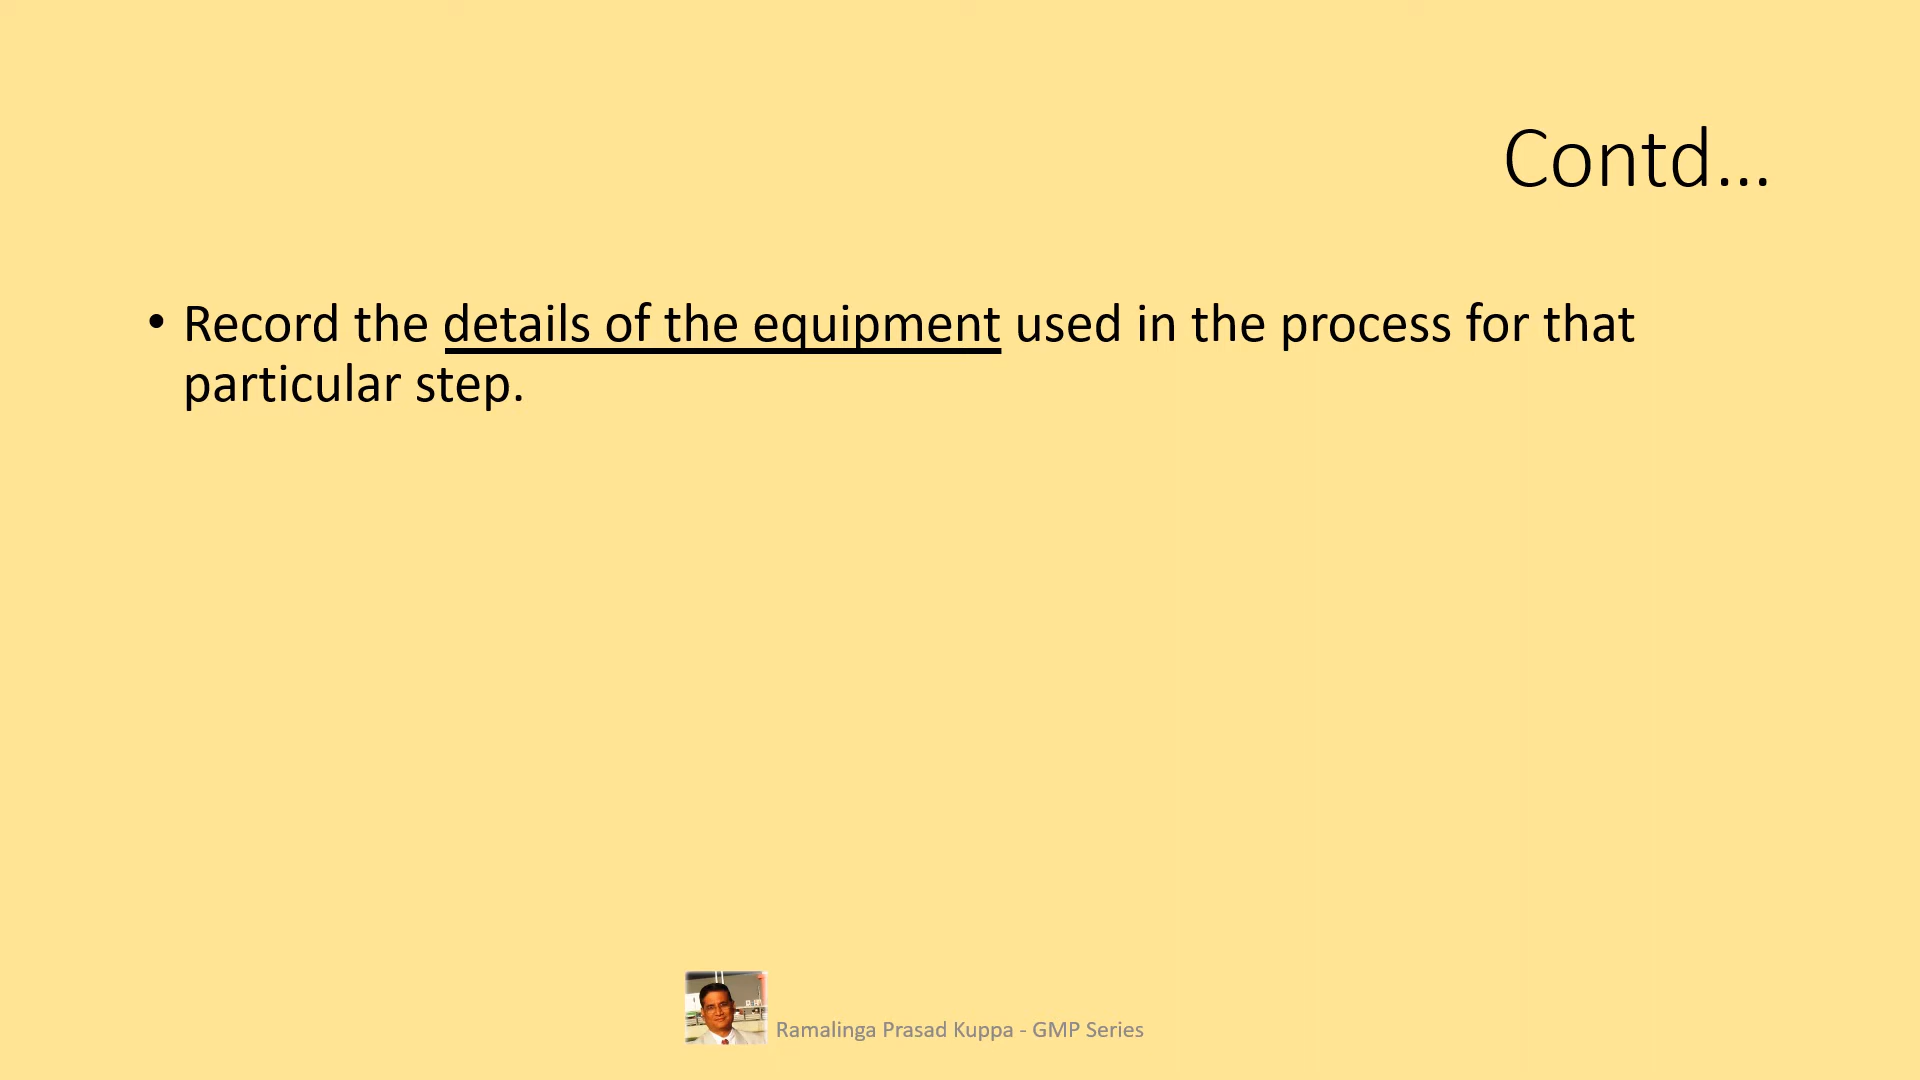 Contd...
• Record the details of the equipment used in the process for that
particular step.
Ramalinga Prasad Kuppa - GMP Series